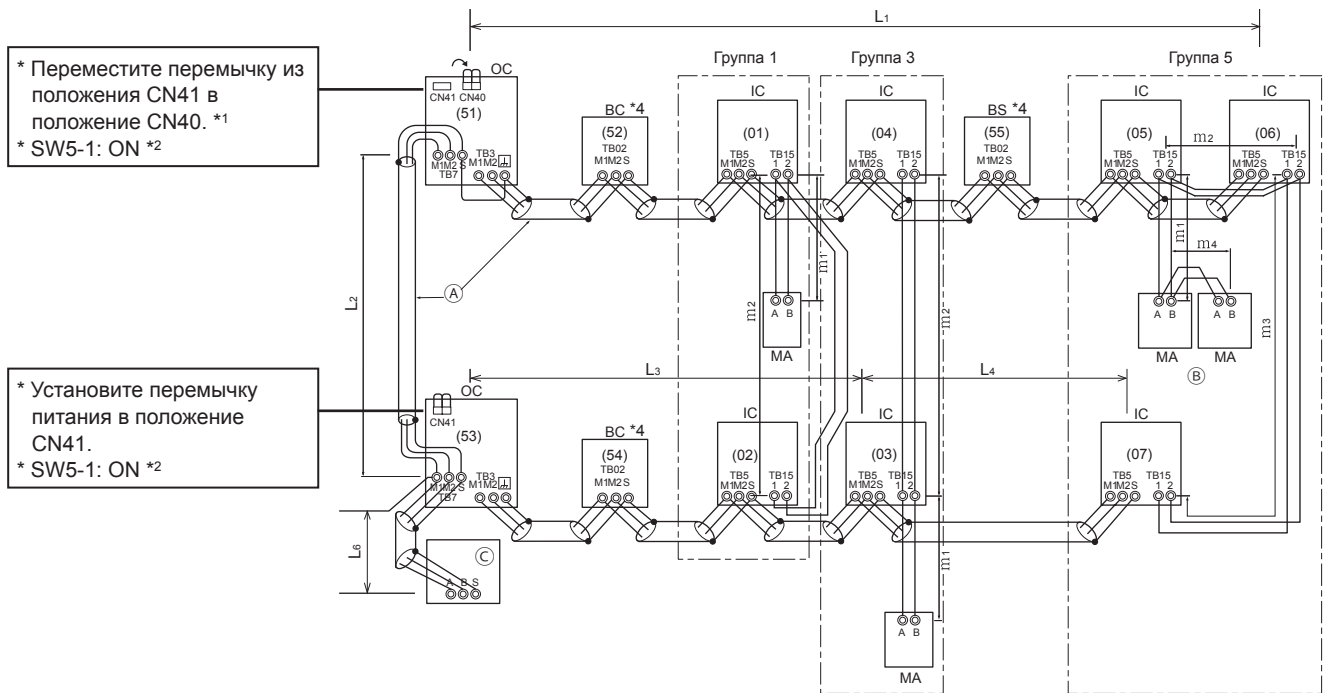 L1
* Переместите перемычку из
положения CN41 в
положение CN40. *1
* SW5-1: ON *2
OC
CN41 CN40
(51)
TB3
M1M2 S
M1M2
TB7
BC *4
(52)
TB02
M1M2 S
Группа 1
IC
(01)
TB5
M1M2S
TB15
1 2
Группа 3
IC
(04)
TB5
M1M2S
TB15
1 2
BS *4
(55)
TB02
M1M2 S
Группа 5
IC
(05)
TB5
M1M2S
TB15
1 2
m2
IC
(06)
TB5
M1M2S
TB15
1 2
L2
A
m2
m1
A B
MA
m2
m1
m4
m3
A B
MA
A B
MA
B
L3
L4
* Установите перемычку
питания в положение
CN41.
* SW5-1: ON *2
OC
CN41
(53)
TB3
M1M2 S
M1M2
TB7
BC *4
(54)
TB02
M1M2 S
IC
(02)
TB5
M1M2S
TB15
1 2
IC
(03)
TB5
M1M2S
TB15
1 2
IC
(07)
TB5
M1M2S
TB15
1 2
L6
C
A B S
m1
A B
MA